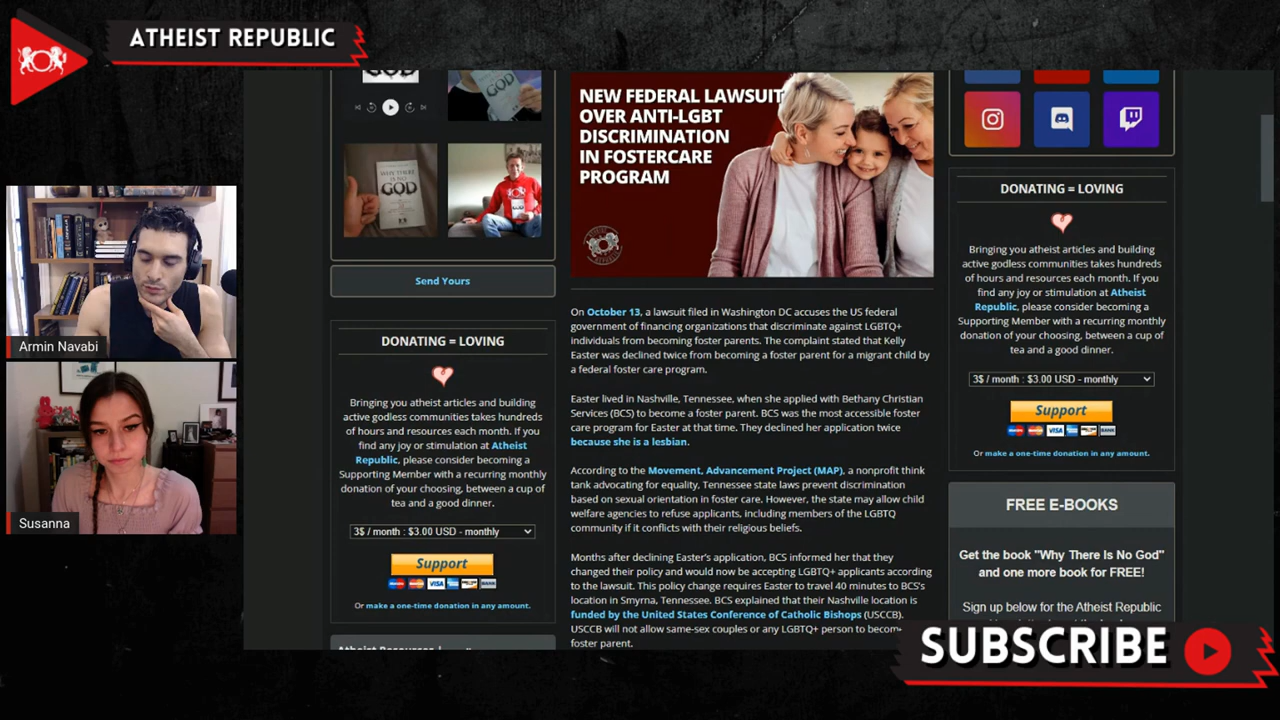 ATHEIST REPUBLIC
Armin Navabi
Susanna
GOD
GOD
WHY THERE
IS NO
GOD
Send Yours
DONATING = LOVING
Bringing you atheist articles and building
active godless communities takes hundreds
of hours and resources each month. If you
find any joy or stimulation at Atheist
Republic, please consider becoming a
Supporting Member with a recurring monthly
donation of your choosing, between a cup of
tea and a good dinner.
3$ / month : $3.00 USD - monthly
Support
VISA
BANK
Or make a one-time donation in any amount.
NEW FEDERAL LAWSUIT
OVER ANTI-LGBT
DISCRIMINATION
IN FOSTERCARE
PROGRAM
On October 13, a lawsuit filed in Washington DC accuses the US federal
government of financing organizations that discriminate against LGBTQ+
individuals from becoming foster parents. The complaint stated that Kelly
Easter was declined twice from becoming a foster parent for a migrant child by
a federal foster care program.
Easter lived in Nashville, Tennessee, when she applied with Bethany Christian
Services (BCS) to become a foster parent. BCS was the most accessible foster
care program for Easter at that time. They declined her application twice
because she is a lesbian.
According to the Movement, Advancement Project (MAP), a nonprofit think
tank advocating for equality, Tennessee state laws prevent discrimination
based on sexual orientation in foster care. However, the state may allow child
welfare agencies to refuse applicants, including members of the LGBTQ
community if it conflicts with their religious beliefs.
Months after declining Easter's application, BCS informed her that they
changed their policy and would now be accepting LGBTQ+ applicants according
to the lawsuit. This policy change requires Easter to travel 40 minutes to BCS's
location in Smyrna, Tennessee. BCS explained that their Nashville location is
funded by the United States Conference of Catholic Bishops (USCCB).
USCCB will not allow same-sex couples or any LGBTQ+ person to becom
foster parent.
DONATING = LOVING
Bringing you atheist articles and building
active godless communities takes hundreds
of hours and resources each month. If you
find any joy or stimulation at Atheist
Republic, please consider becoming a
Supporting Member with a recurring monthly
donation of your choosing, between a cup of
tea and a good dinner.
3$ / month : $3.00 USD - monthly
Support
VISA
BANK
Or make a one-time donation in any amount.
FREE E-BOOKS
Get the book "Why There Is No God"
and one more book for FREE!
Sign up below for the Atheist Republic
SUBSCRIBE